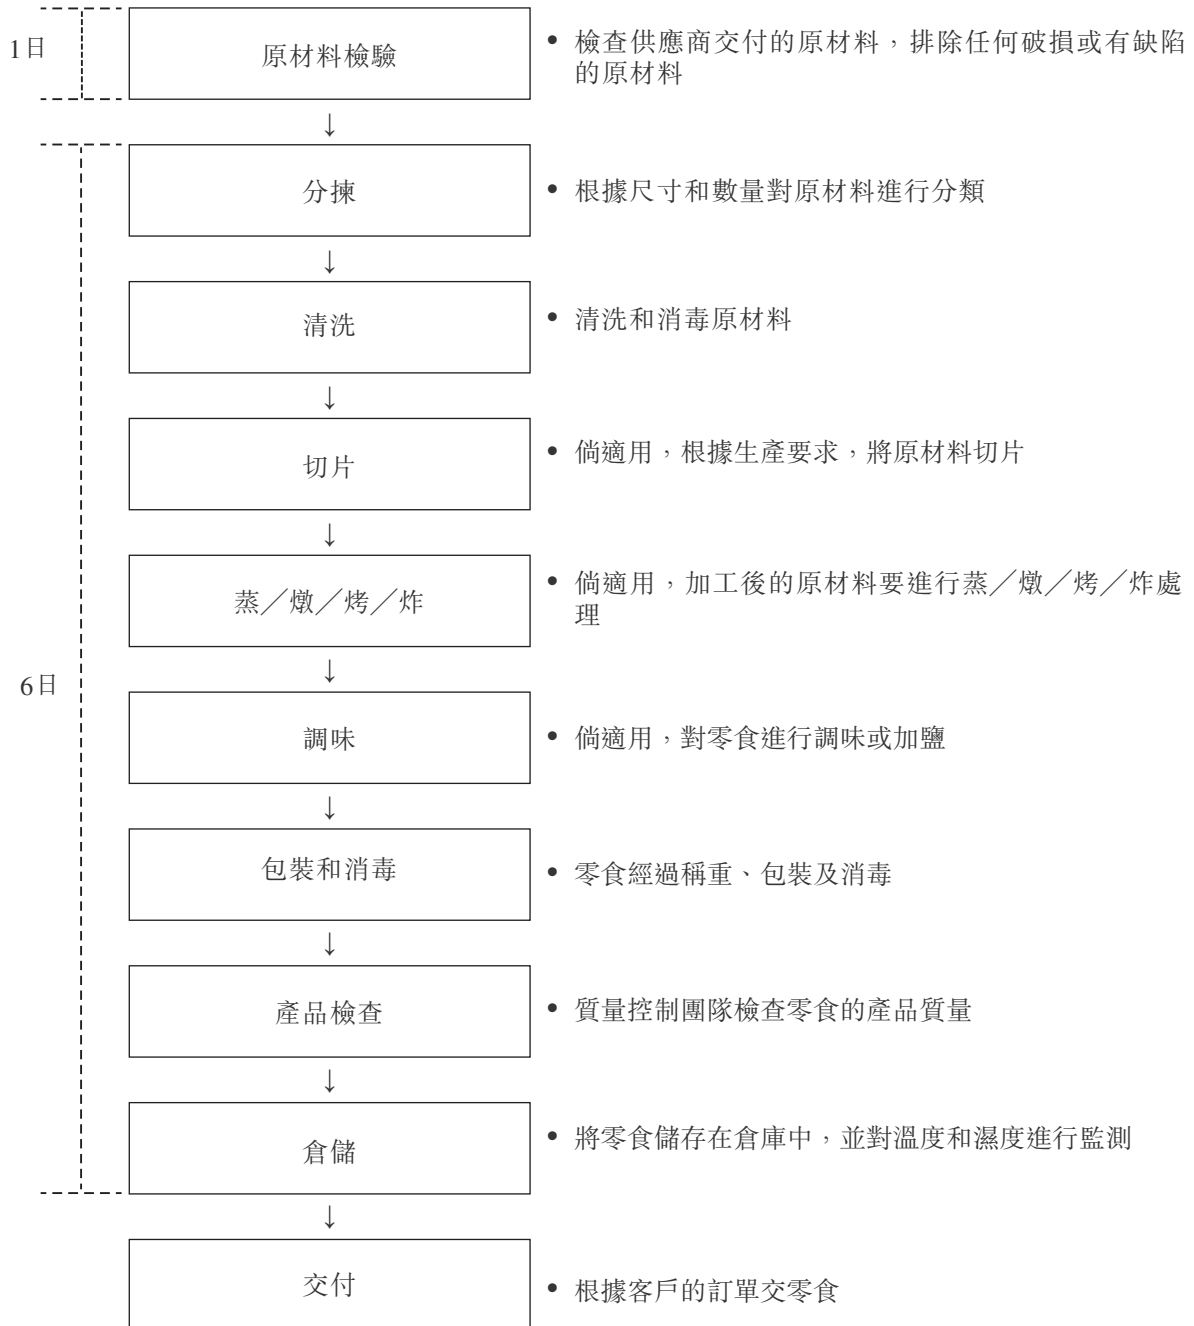 1日
原材料檢驗
• 檢查供應商交付的原材料，排除任何破損或有缺陷
的原材料
↓
分揀
• 根據尺寸和數量對原材料進行分類
↓
清洗
• 清洗和消毒原材料
↓
切片
• 倘適用，根據生產要求，將原材料切片
↓
蒸／燉／烤／炸
• 倘適用，加工後的原材料要進行蒸／燉／烤／炸處
理
↓
6日
調味
• 倘適用，對零食進行調味或加鹽
↓
包裝和消毒
• 零食經過稱重、包裝及消毒
↓
產品檢查
• 質量控制團隊檢查零食的產品質量
↓
倉儲
• 將零食儲存在倉庫中，並對溫度和濕度進行監測
↓
交付
• 根據客戶的訂單交零食